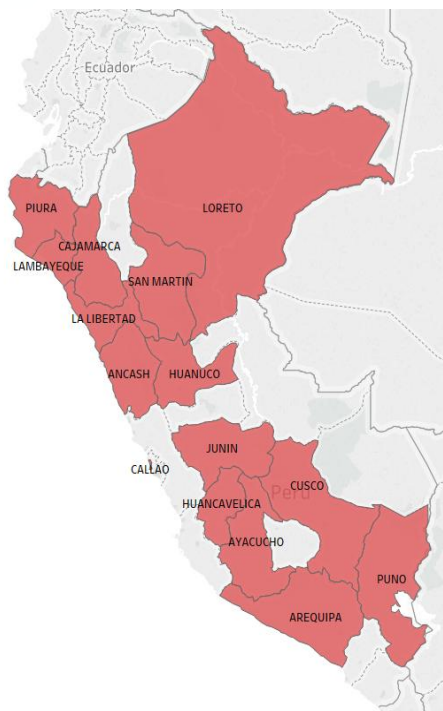 Ecuador
PIURA
LORETO
CAJAMARCA
LAMBAYEQUE
SAN MARTIN
LA LIBERTAD
ANCASH
HUANUCO
JUNIN
CALLAO
CUSCO
Peru
HUANCAVELICA
AYACUCHO
PUNO
AREQUIPA